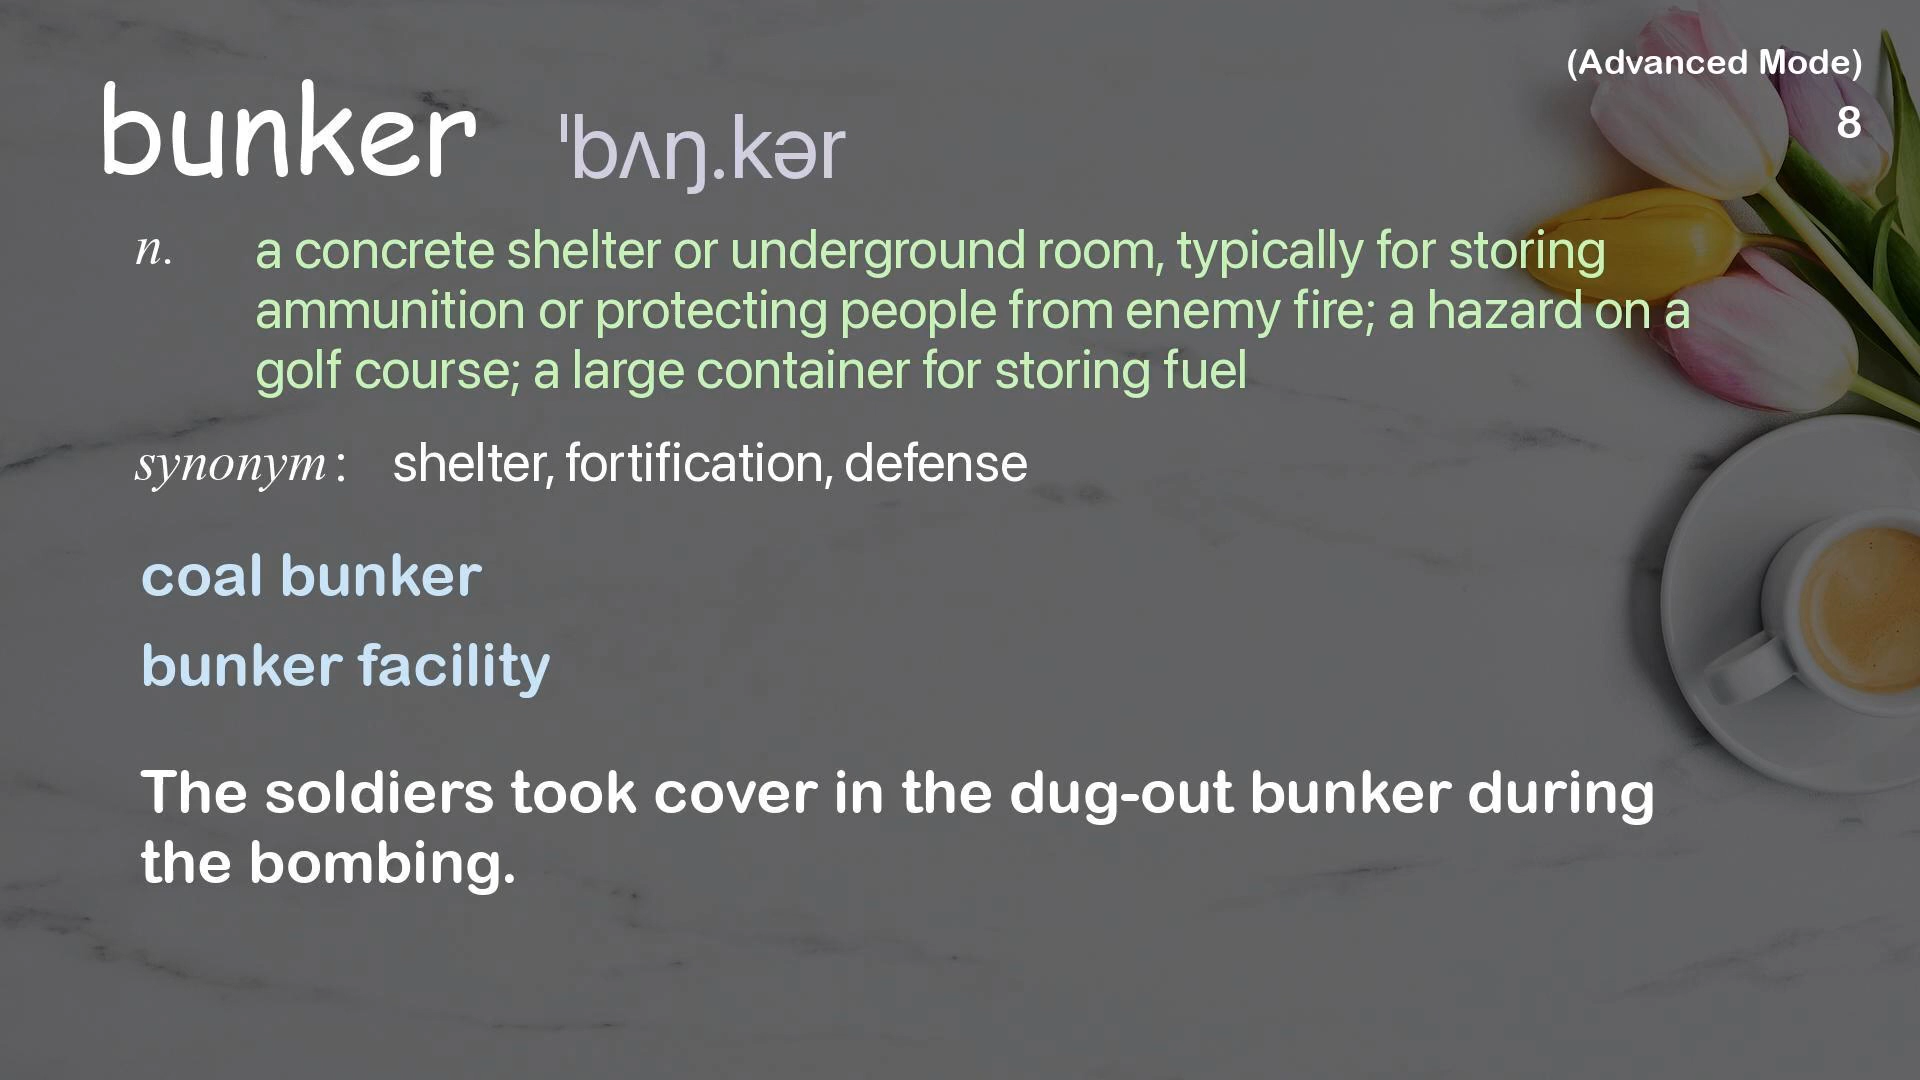 (Advanced Mode)
8
bunker ˈbʌŋ.kər
n. a concrete shelter or underground room, typically for storing
ammunition or protecting people from enemy fire; a hazard on a
golf course; a large container for storing fuel
synonym : shelter, fortification, defense
coal bunker
bunker facility
The soldiers took cover in the dug-out bunker during
the bombing.